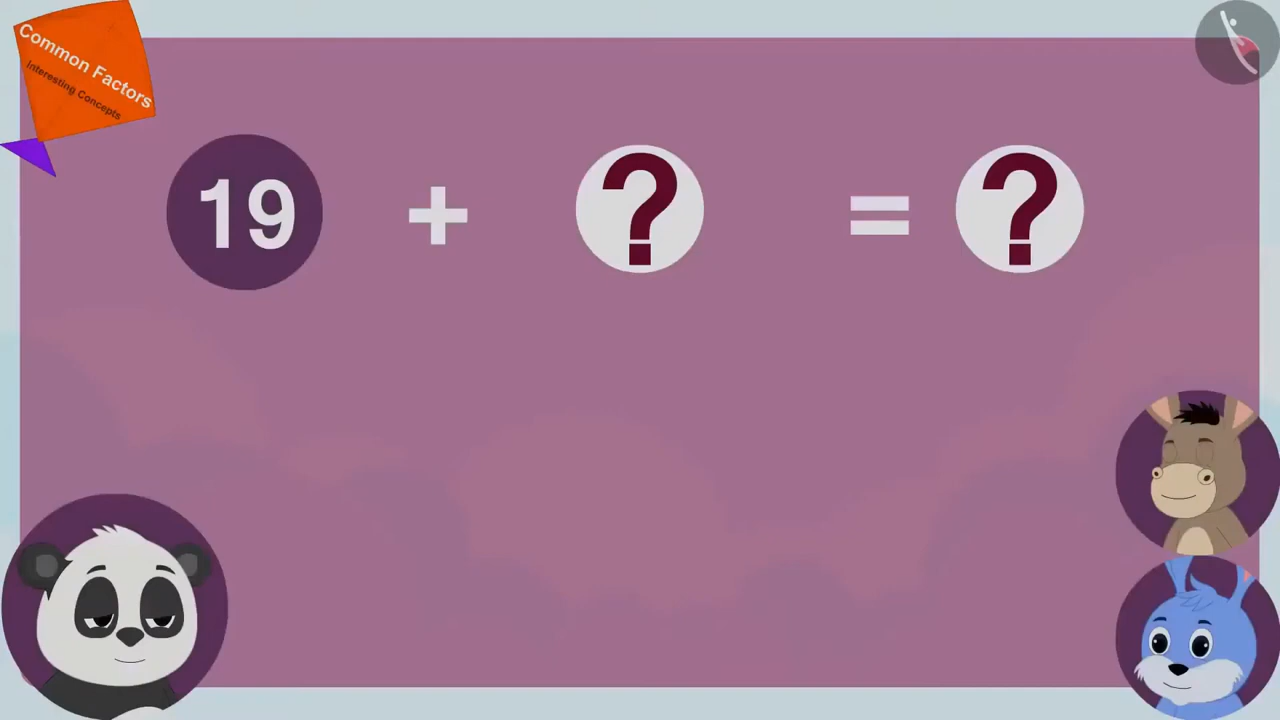 Common Factors
Interesting Concepts
19 + ? = ?